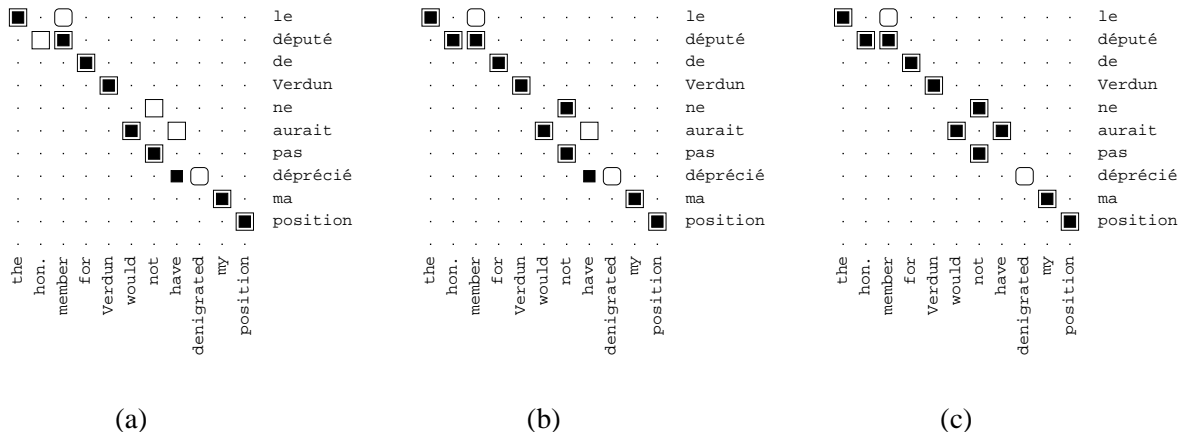 le
député
de
Verdun
ne
aurait
pas
déprécié
ma
position
the
hon.
member
for
Verdun
would
not
have
denigrated
my
position
(a)
le
député
de
Verdun
ne
aurait
pas
déprécié
ma
position
the
hon.
member
for
Verdun
would
not
have
denigrated
my
position
(b)
le
député
de
Verdun
ne
aurait
pas
déprécié
ma
position
the
hon.
member
for
Verdun
would
not
have
denigrated
my
position
(c)